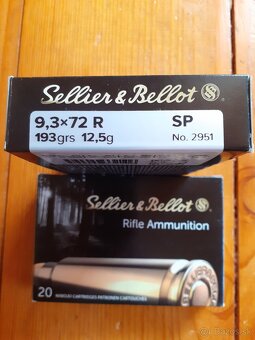 Sellier & Bellot S&B
9,3×72 R SP
193grs 12,5g No. 2951
Sellier & Bellot
Rifle Ammunition
20